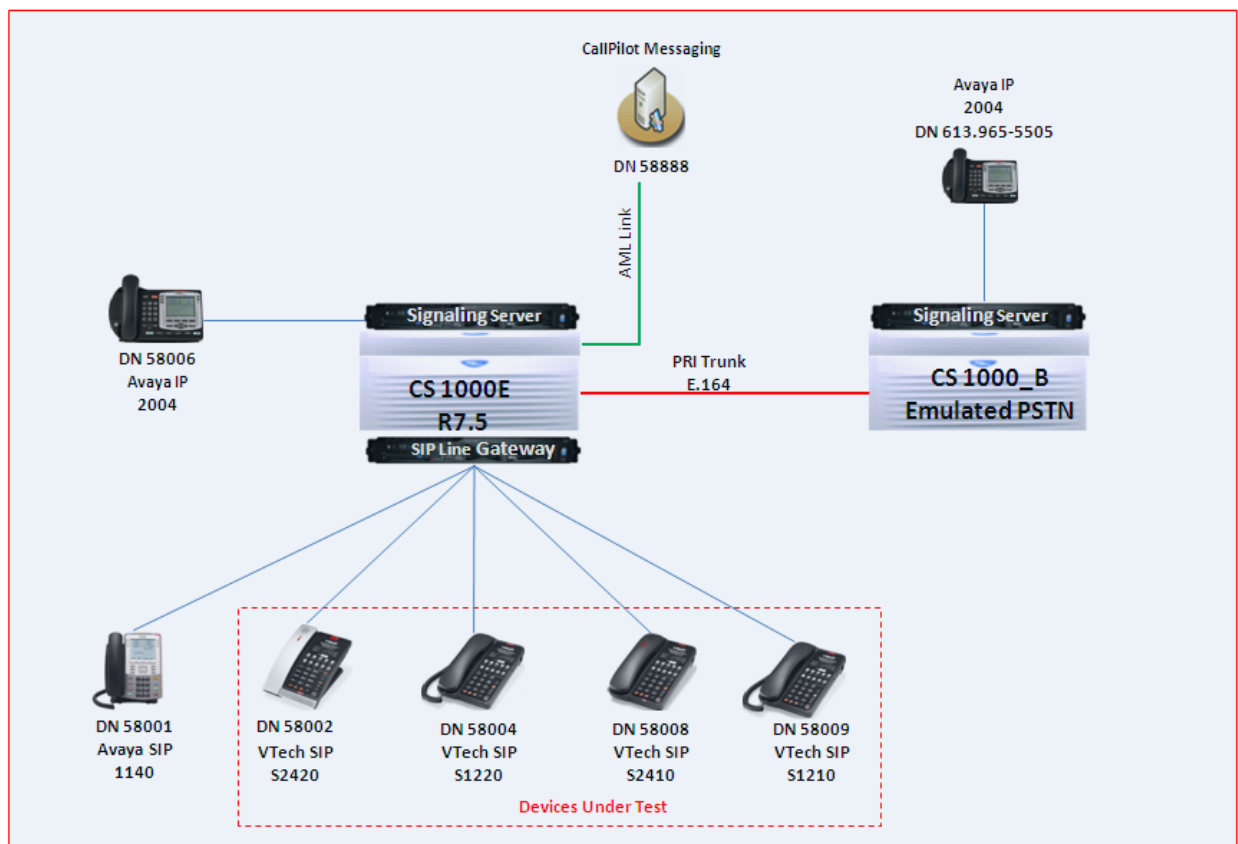 CallPilot Messaging
DN 58888
AML Link
Avaya IP
2004
DN 613.965-5505
DN 58006
Avaya IP
2004
Signaling Server
CS 1000E
R7.5
SIP Line Gateway
PRI Trunk
E.164
Signaling Server
CS 1000_B
Emulated PSTN
DN 58001
Avaya SIP
1140
DN 58002
VTech SIP
S2420
DN 58004
VTech SIP
S1220
DN 58008
VTech SIP
S2410
DN 58009
VTech SIP
S1210
Devices Under Test